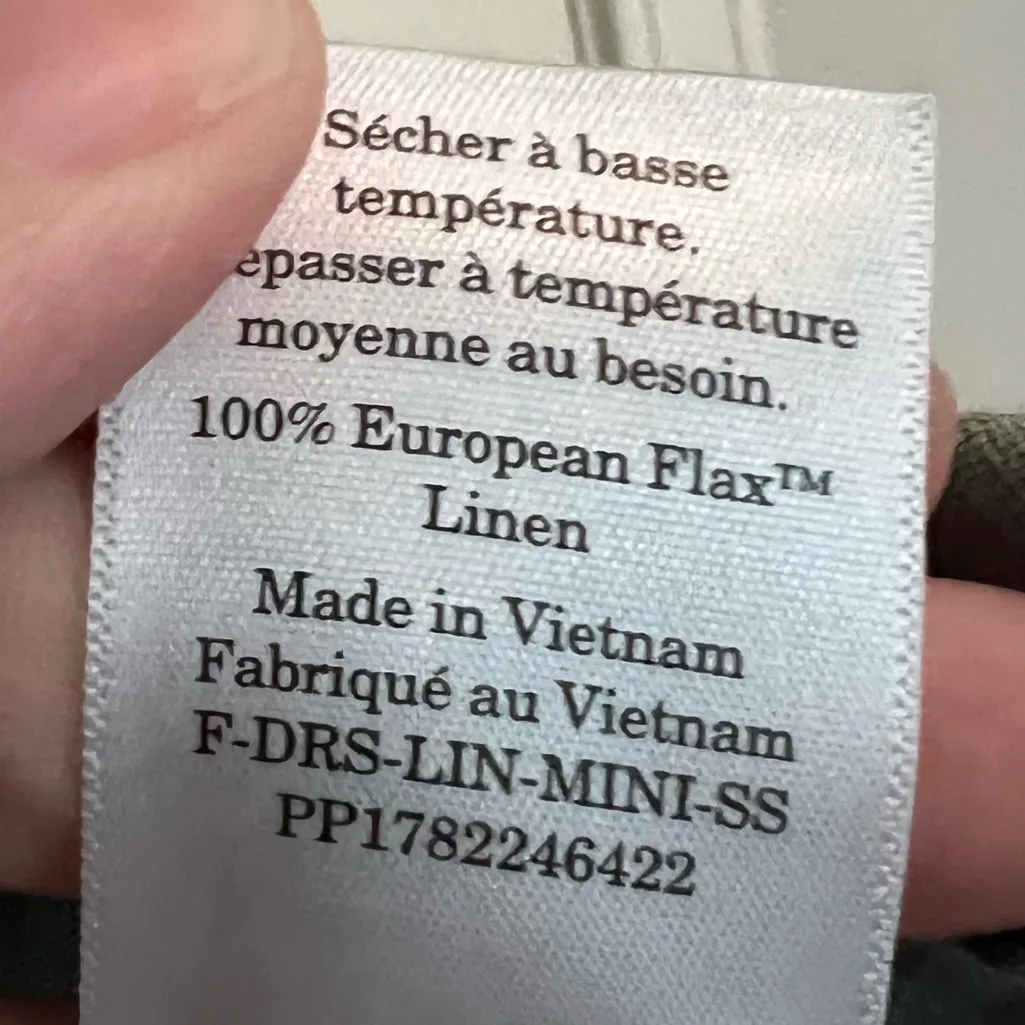 Sécher à basse
température.
epasser à température
moyenne au besoin.
100% European Flax™
Linen
Made in Vietnam
Fabriqué au Vietnam
F-DRS-LIN-MINI-SS
PP1782246422